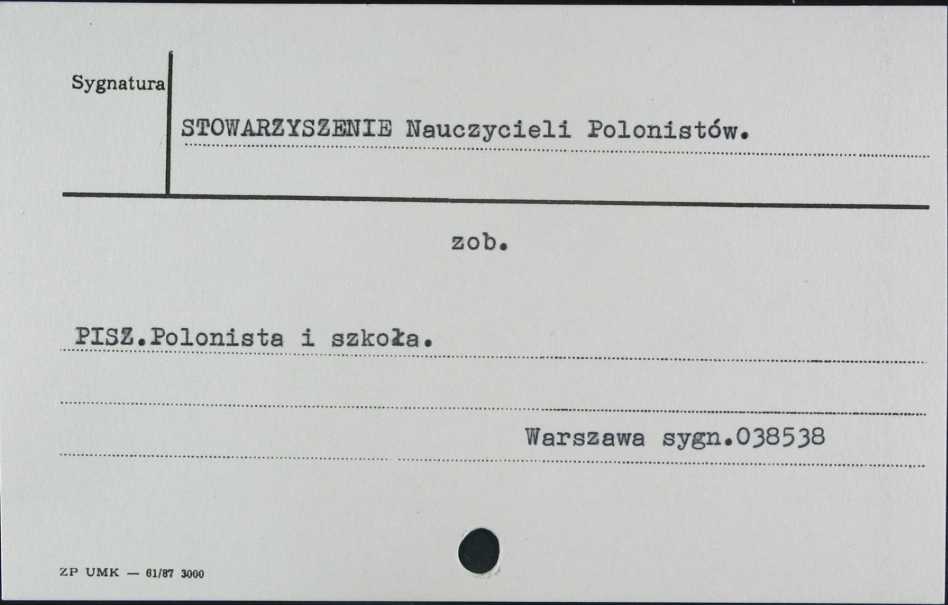 Sygnatura
STOWARZYSZENIE Nauczycieli Polonistów.
zob.
PISZ.Polonista i szkoła.
Warszawa sygn.038538
ZP UMK — 61/87 3000